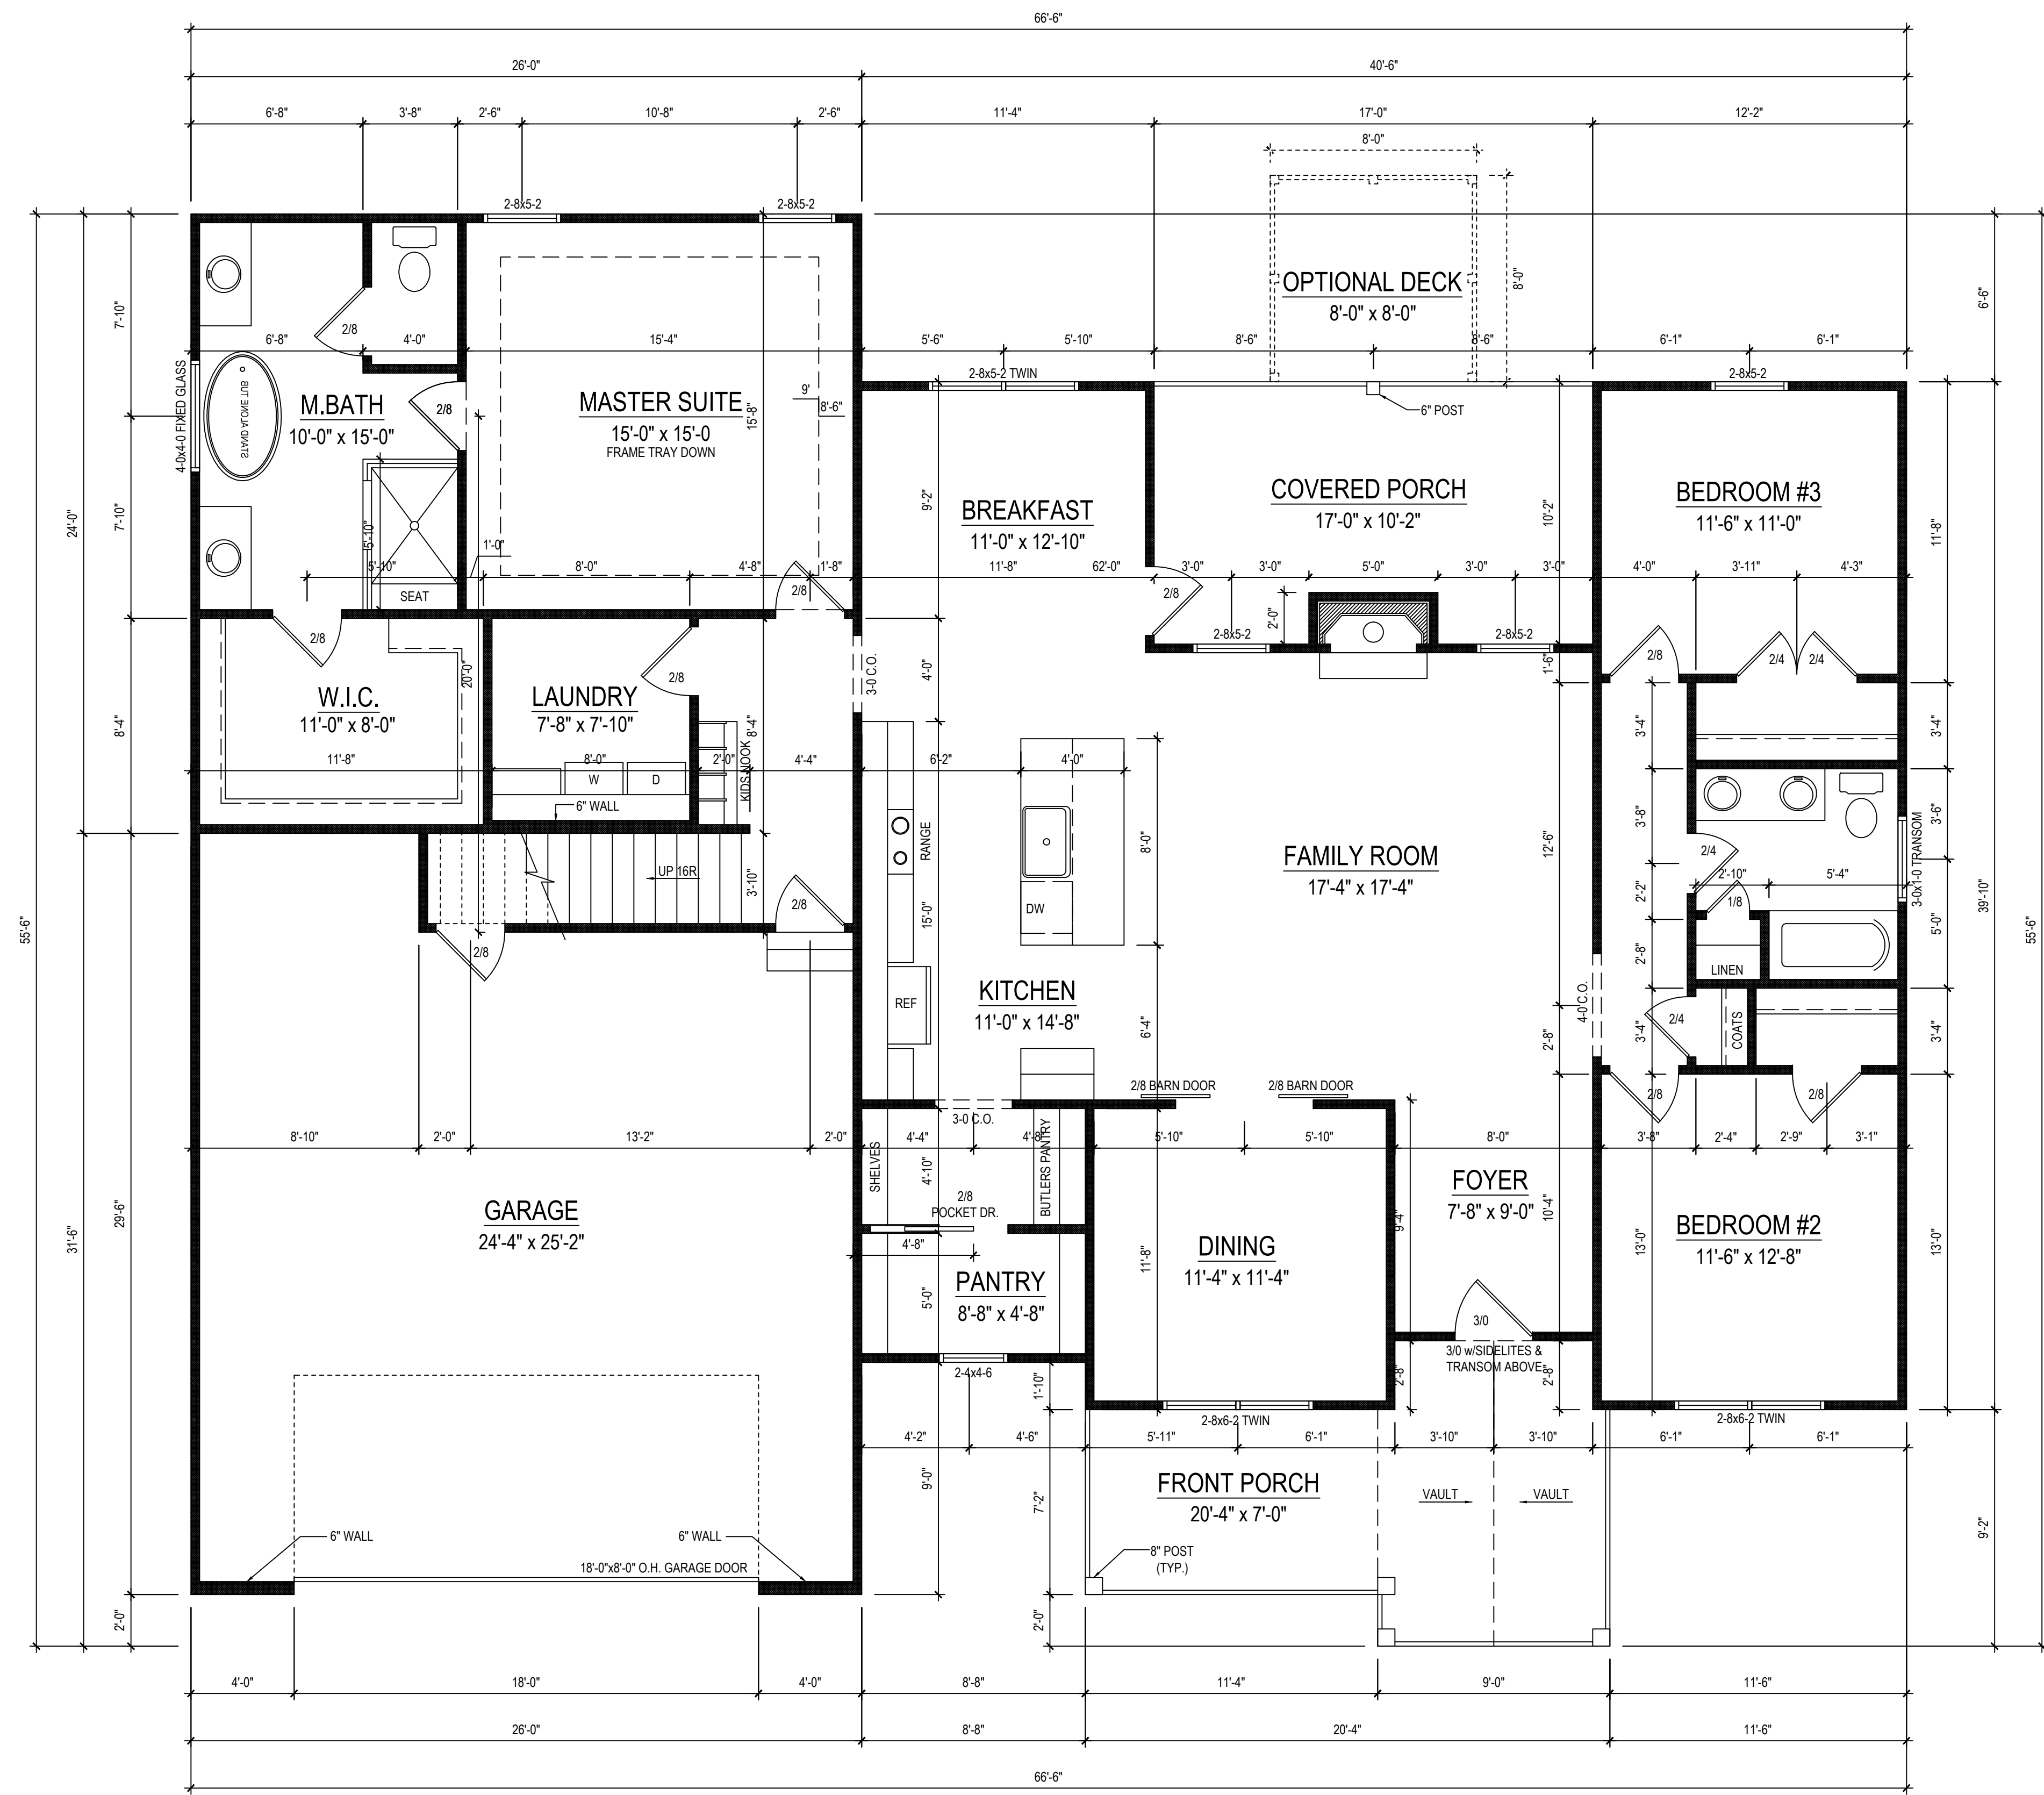 66'-6"
26'-0"
40'-6"
6'-8"
3'-8"
2'-6"
10'-8"
2'-6"
11'-4"
17'-0"
12'-2"
8'-0"
2-8x5-2
2-8x5-2
OPTIONAL DECK
8'-0" x 8'-0"
8'-0"
6'-6"
7'-10"
2/8
6'-8"
4'-0"
15'-4"
5'-6"
5'-10"
8'-6"
8'-6"
6'-1"
6'-1"
2-8x5-2 TWIN
2-8x5-2
4-0x4-0 FIXED GLASS
STAND ALONE TUB
M.BATH
10'-0" x 15'-0"
2/8
MASTER SUITE
15'-0" x 15'-0
FRAME TRAY DOWN
15'-8"
9'
8'-6"
6" POST
24'-0"
7'-10"
5'-10"
1'-0"
9'-2"
BREAKFAST
11'-0" x 12'-10"
COVERED PORCH
17'-0" x 10'-2"
10'-2"
BEDROOM #3
11'-6" x 11'-0"
11'-8"
5'-10"
8'-0"
4'-8"
1'-8"
11'-8"
62'-0"
3'-0"
3'-0"
5'-0"
3'-0"
3'-0"
4'-0"
3'-11"
4'-3"
SEAT
2/8
2/8
2'-0"
2-8x5-2
2-8x5-2
2/8
2/8
2/4
2/4
1'-6"
3-0 C.O.
4'-0"
20'-0"
W.I.C.
11'-0" x 8'-0"
LAUNDRY
7'-8" x 7'-10"
2/8
8'-4"
8'-4"
KIDS NOOK
3'-4"
3'-4"
11'-8"
8'-0"
2'-0"
4'-4"
6'-2"
4'-0"
W
D
6" WALL
RANGE
8'-0"
12'-6"
3'-8"
3'-6"
3-0x1-0 TRANSOM
FAMILY ROOM
17'-4" x 17'-4"
UP 16R
3'-10"
2/8
2/4
2'-10"
5'-4"
2'-2"
1/8
DW
15'-0"
55'-6"
39'-10"
55'-6"
5'-0"
2/8
2'-8"
LINEN
REF
KITCHEN
11'-0" x 14'-8"
6'-4"
4-0 C.O.
2'-8"
3'-4"
2/4
COATS
3'-4"
2/8 BARN DOOR
2/8 BARN DOOR
2/8
2/8
3-0 C.O.
8'-10"
2'-0"
13'-2"
2'-0"
4'-4"
4'-8"
5'-10"
5'-10"
8'-0"
3'-8"
2'-4"
2'-9"
3'-1"
SHELVES
4'-10"
BUTLERS PANTRY
2/8
POCKET DR.
GARAGE
24'-4" x 25'-2"
29'-6"
31'-6"
FOYER
7'-8" x 9'-0"
9'-4"
10'-4"
BEDROOM #2
11'-6" x 12'-8"
13'-0"
13'-0"
4'-8"
PANTRY
8'-8" x 4'-8"
5'-0"
11'-8"
DINING
11'-4" x 11'-4"
3/0
3/0 w/SIDELITES &
TRANSOM ABOVE
2-4x4-6
1'-10"
2'-8"
2'-8"
2-8x6-2 TWIN
2-8x6-2 TWIN
4'-2"
4'-6"
5'-11"
6'-1"
3'-10"
3'-10"
6'-1"
6'-1"
9'-0"
7'-2"
FRONT PORCH
20'-4" x 7'-0"
VAULT
VAULT
9'-2"
6" WALL
6" WALL
18'-0"x8'-0" O.H. GARAGE DOOR
8" POST
(TYP.)
2'-0"
2'-0"
4'-0"
18'-0"
4'-0"
8'-8"
11'-4"
9'-0"
11'-6"
26'-0"
8'-8"
20'-4"
11'-6"
66'-6"